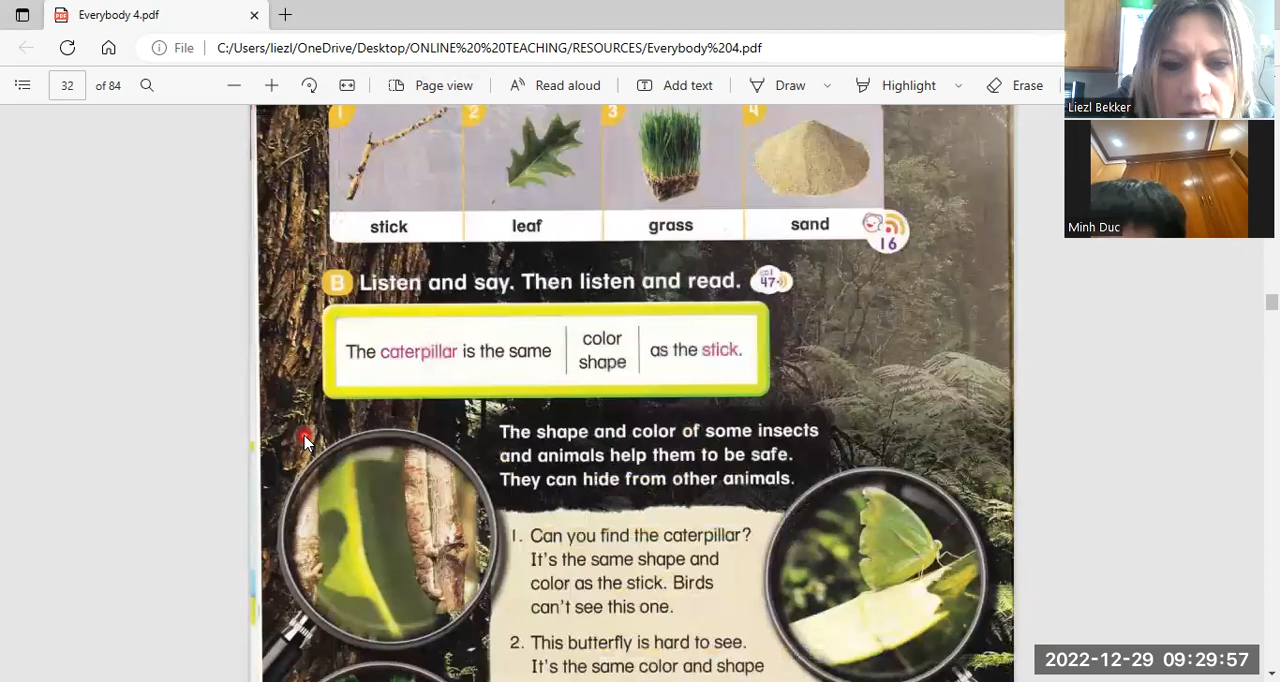 Everybody 4.pdf
File
C:/Users/liezl/OneDrive/Desktop/ONLINE%20%20TEACHING/RESOURCES/Everybody%204.pdf
32 of 84
Page view
Read aloud
Add text
Draw
Highlight
Erase
Liezl Bekker
Minh Duc
1 2 3 4
stick leaf grass sand
16
B Listen and say. Then listen and read.
47
The caterpillar is the same color shape as the stick.
The shape and color of some insects
and animals help them to be safe.
They can hide from other animals.
1. Can you find the caterpillar?
It's the same shape and
color as the stick. Birds
can't see this one.
2. This butterfly is hard to see.
It's the same color and shape
2022-12-29 09:29:57